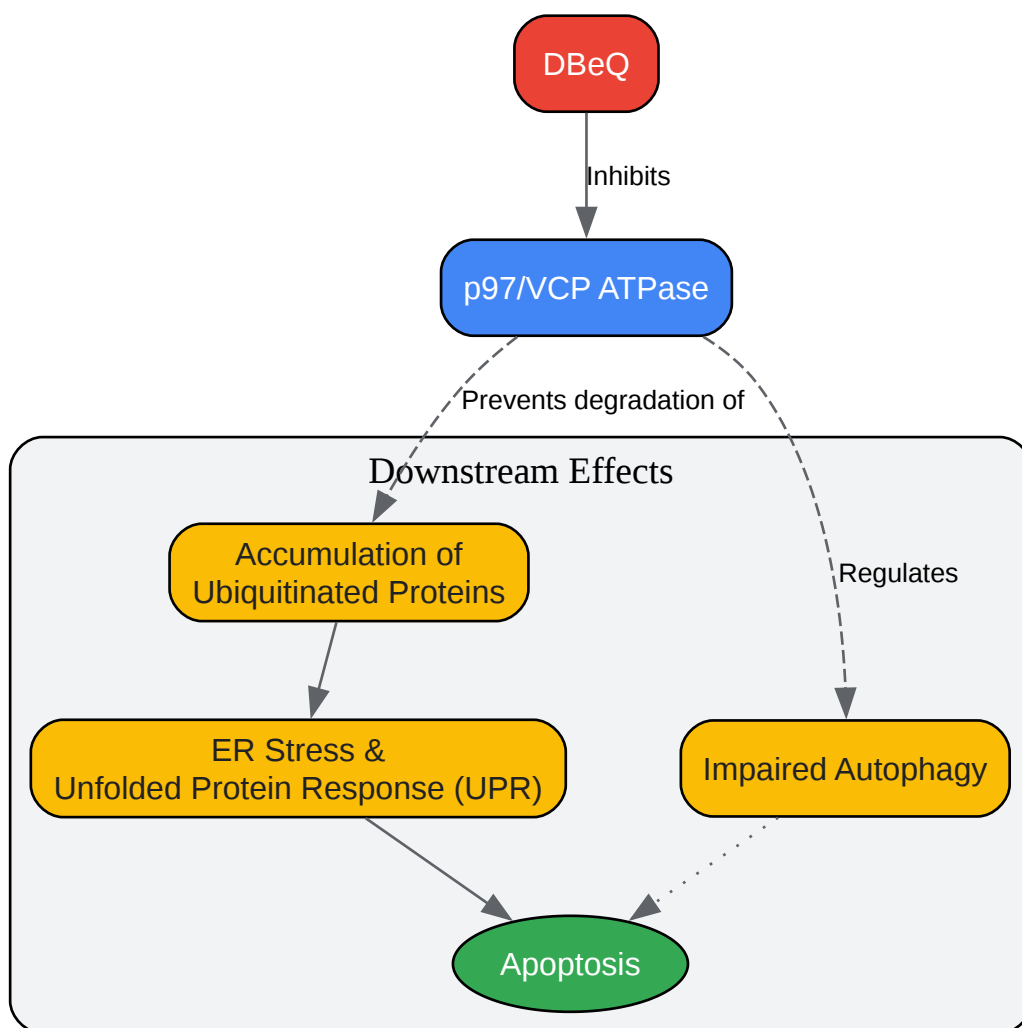 DBeQ
Inhibits
p97/VCP ATPase
Prevents degradation of
Downstream Effects
Accumulation of
Ubiquitinated Proteins
Regulates
ER Stress &
Unfolded Protein Response (UPR)
Impaired Autophagy
Apoptosis